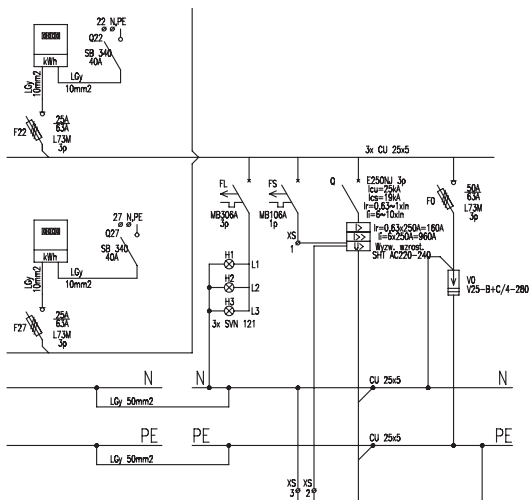 22 N,PE
Q22
SB 340
40A
kWh
LGy
10mm2
LGy
10mm2
F22
25A
63A
L73M
3p
3x CU 25x5
FL
MB306A
3p
FS
MB106A
1p
Q
E250NJ 3p
Icu=25kA
Ics=19kA
Ir=0,63÷1xIn
Ii=6÷10xIn
F0
50A
63A
L73M
3p
Ir=0,63x250A=160A
Ii=6x250A=960A
Wyzw. wzrost.
SHT AC220-240
XS
1
27 N,PE
Q27
SB 340
40A
kWh
LGy
10mm2
LGy
10mm2
F27
25A
63A
L73M
3p
H1
L1
H2
L2
H3
L3
3x SVN 121
V0
V25-B+C/4-280
N
N
CU 25x5
LGy 50mm2
PE
PE
CU 25x5
LGy 50mm2
XS
3
XS
2